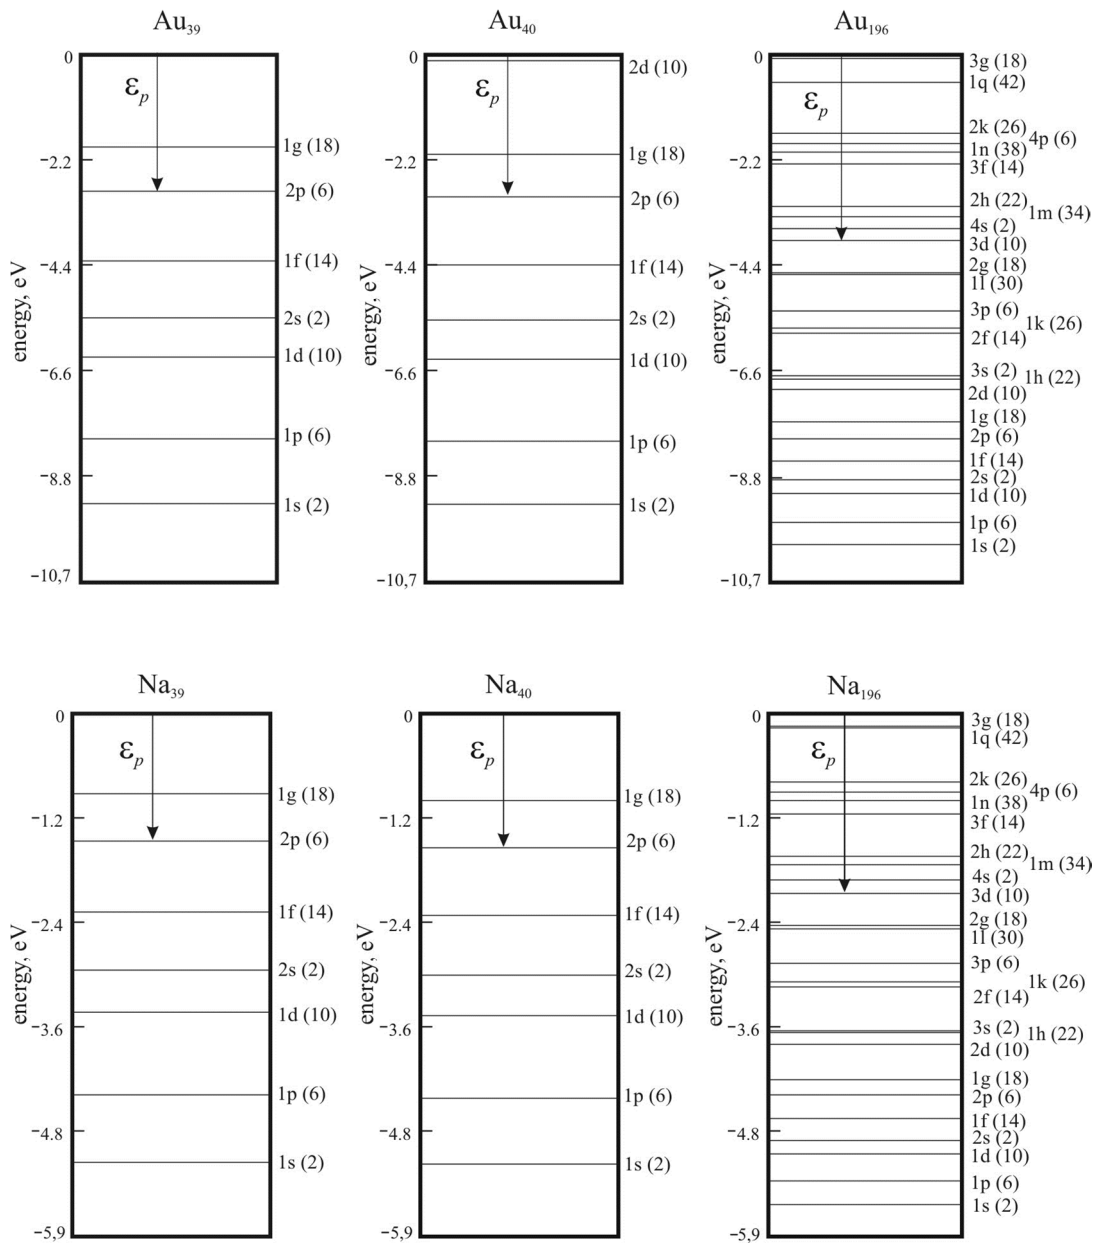 Au39
0
εp
1g (18)
−2.2
2p (6)
−4.4
1f (14)
2s (2)
1d (10)
−6.6
1p (6)
−8.8
1s (2)
−10,7
energy, eV
Au40
0
εp
2d (10)
1g (18)
−2.2
2p (6)
−4.4
1f (14)
2s (2)
1d (10)
−6.6
1p (6)
−8.8
1s (2)
−10,7
energy, eV
Au196
0
εp
3g (18)
1q (42)
2k (26)
4p (6)
1n (38)
−2.2
3f (14)
2h (22)
1m (34)
4s (2)
3d (10)
−4.4
2g (18)
1l (30)
3p (6)
1k (26)
2f (14)
−6.6
3s (2)
1h (22)
2d (10)
1g (18)
2p (6)
1f (14)
−8.8
2s (2)
1d (10)
1p (6)
1s (2)
−10,7
energy, eV
Na39
0
εp
1g (18)
−1.2
2p (6)
1f (14)
−2.4
2s (2)
1d (10)
−3.6
1p (6)
−4.8
1s (2)
−5,9
energy, eV
Na40
0
εp
1g (18)
−1.2
2p (6)
1f (14)
−2.4
2s (2)
1d (10)
−3.6
1p (6)
−4.8
1s (2)
−5,9
energy, eV
Na196
0
εp
3g (18)
1q (42)
2k (26)
4p (6)
1n (38)
−1.2
3f (14)
2h (22)
1m (34)
4s (2)
3d (10)
−2.4
2g (18)
1l (30)
3p (6)
1k (26)
2f (14)
−3.6
3s (2)
1h (22)
2d (10)
1g (18)
2p (6)
1f (14)
−4.8
2s (2)
1d (10)
1p (6)
1s (2)
−5,9
energy, eV